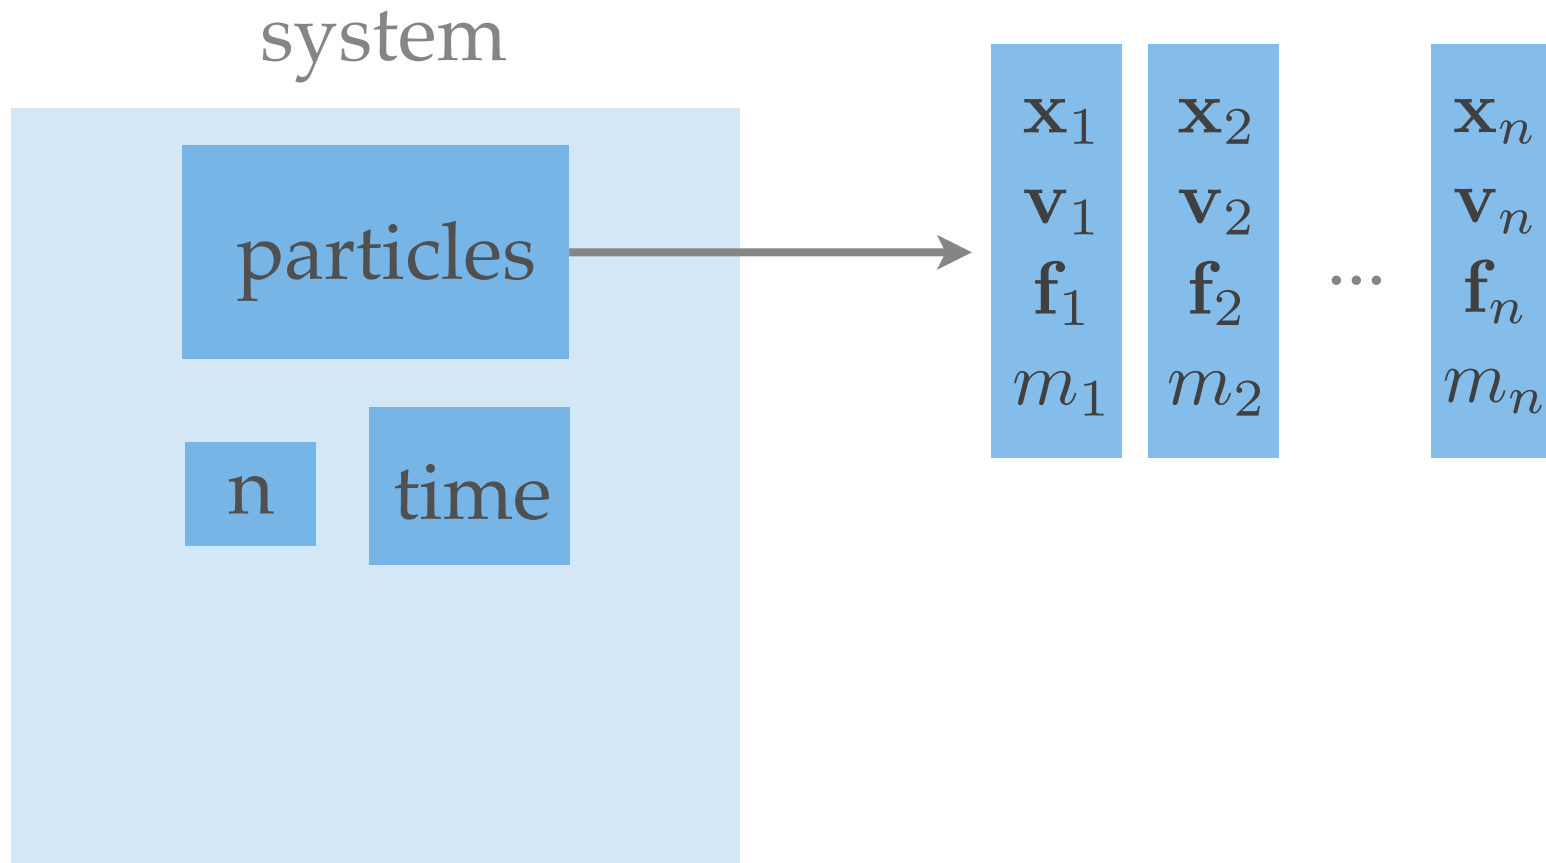 system
particles
n
time
x₁
v₁
f₁
m₁
x₂
v₂
f₂
m₂
...
xₙ
vₙ
fₙ
mₙ